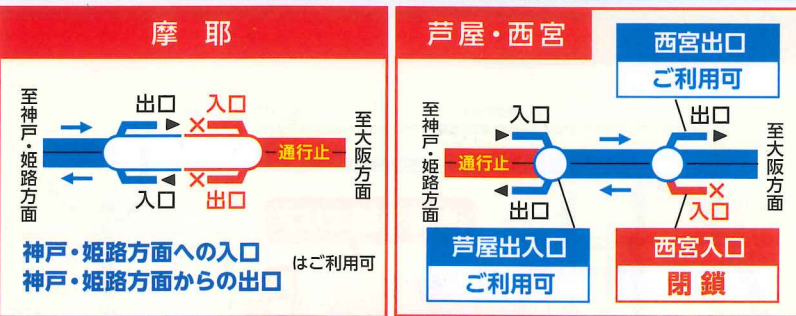 摩耶
至神戸・姫路方面
出口
入口
通行止
至大阪方面
入口
出口
神戸・姫路方面への入口
神戸・姫路方面からの出口
はご利用可
芦屋・西宮
西宮出口
ご利用可
至神戸・姫路方面
入口
出口
通行止
至大阪方面
出口
入口
芦屋出入口
ご利用可
西宮入口
閉鎖